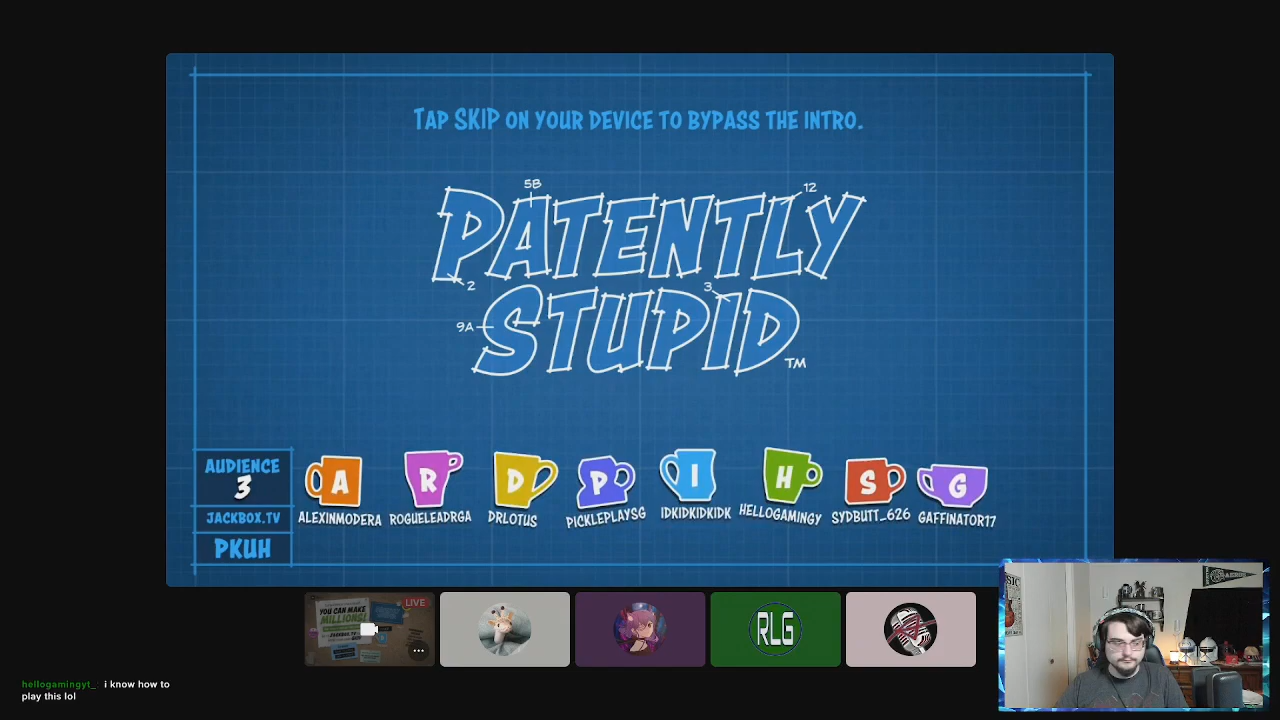 TAP SKIP ON YOUR DEVICE TO BYPASS THE INTRO.
5B
12
PATENTLY
2
3
9A
STUPID
TM
AUDIENCE
3
JACKBOX.TV
PKUH
A
R
D
P
I
H
S
G
ALEXINMODERA
ROGUELEADRGA
DRLOTUS
PICKLEPLAYSG
IDKIDKIDKIDK
HELLOGAMINGY
SYDBUTT_626
GAFFINATOR17
YOU CAN MAKE
MILLIONS!
LIVE
RLG
hellogamingyt_ i know how to
play this lol